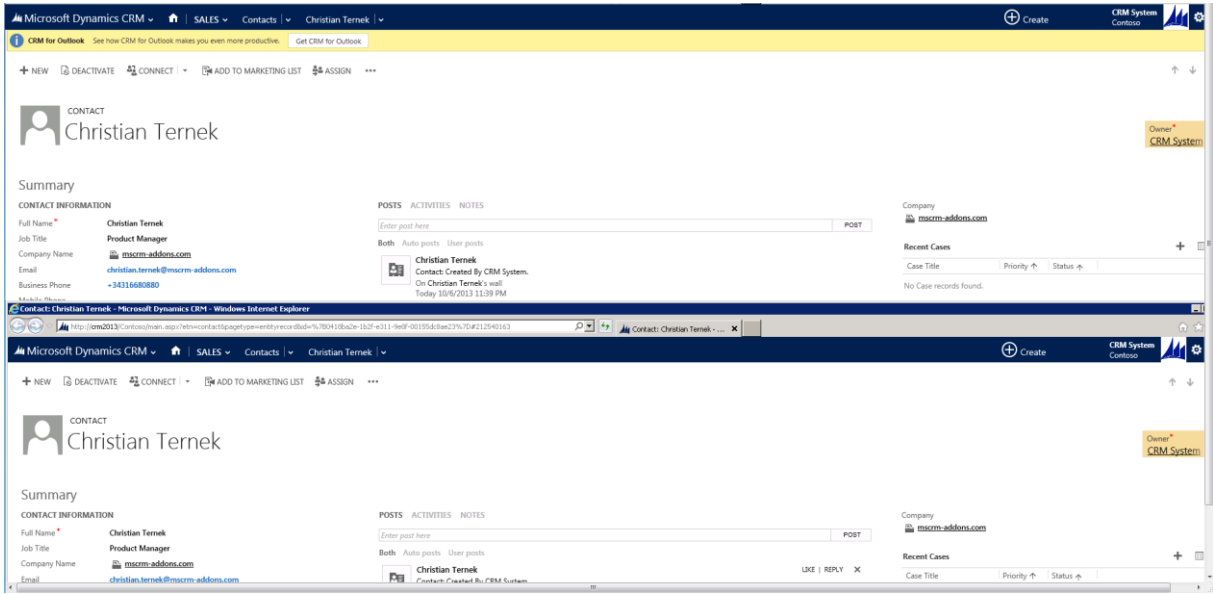 Microsoft Dynamics CRM SALES Contacts Christian Ternek Create CRM System
Contoso
CRM for Outlook See how CRM for Outlook makes you even more productive. Get CRM for Outlook
NEW DEACTIVATE CONNECT ADD TO MARKETING LIST ASSIGN •••
CONTACT
Christian Ternek
Owner*
CRM System
Summary
CONTACT INFORMATION
Full Name* Christian Ternek
Job Title Product Manager
Company Name mscrm-addons.com
Email christian.ternek@mscrm-addons.com
Business Phone +34316680880
Mobile Phone
POSTS ACTIVITIES NOTES
Enter post here POST
Both Auto posts User posts
Christian Ternek
Contact: Created By CRM System.
On Christian Ternek's wall
Today 10/6/2013 11:39 PM
Company
mscrm-addons.com
Recent Cases
Case Title Priority Status
No Case records found.
Contact: Christian Ternek - Microsoft Dynamics CRM - Windows Internet Explorer
Contact: Christian Ternek - ...
Microsoft Dynamics CRM SALES Contacts Christian Ternek Create CRM System
Contoso
NEW DEACTIVATE CONNECT ADD TO MARKETING LIST ASSIGN •••
CONTACT
Christian Ternek
Owner*
CRM System
Summary
CONTACT INFORMATION
Full Name* Christian Ternek
Job Title Product Manager
Company Name mscrm-addons.com
Email christian.ternek@mscrm-addons.com
POSTS ACTIVITIES NOTES
Enter post here POST
Both Auto posts User posts
Christian Ternek LIKE | REPLY X
Contact: Created By CRM System.
Company
mscrm-addons.com
Recent Cases
Case Title Priority Status